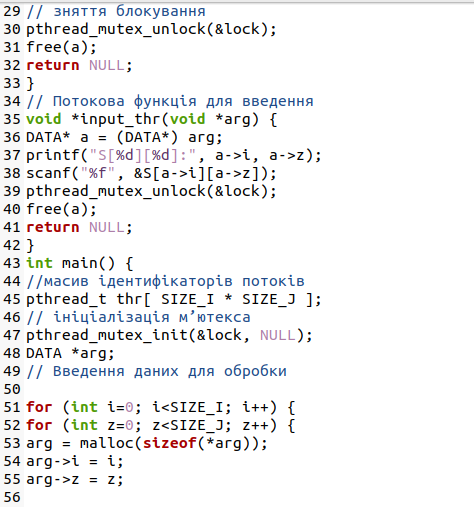 29 // зняття блокування
30 pthread_mutex_unlock(&lock);
31 free(a);
32 return NULL;
33 }
34 // Потокова функція для введення
35 void *input_thr(void *arg) {
36 DATA* a = (DATA*) arg;
37 printf("S[%d][%d]:", a->i, a->z);
38 scanf("%f", &S[a->i][a->z]);
39 pthread_mutex_unlock(&lock);
40 free(a);
41 return NULL;
42 }
43 int main() {
44 //масив ідентифікаторів потоків
45 pthread_t thr[ SIZE_I * SIZE_J ];
46 // ініціалізація м’ютекса
47 pthread_mutex_init(&lock, NULL);
48 DATA *arg;
49 // Введення даних для обробки
50
51 for (int i=0; i<SIZE_I; i++) {
52 for (int z=0; z<SIZE_J; z++) {
53 arg = malloc(sizeof(*arg));
54 arg->i = i;
55 arg->z = z;
56